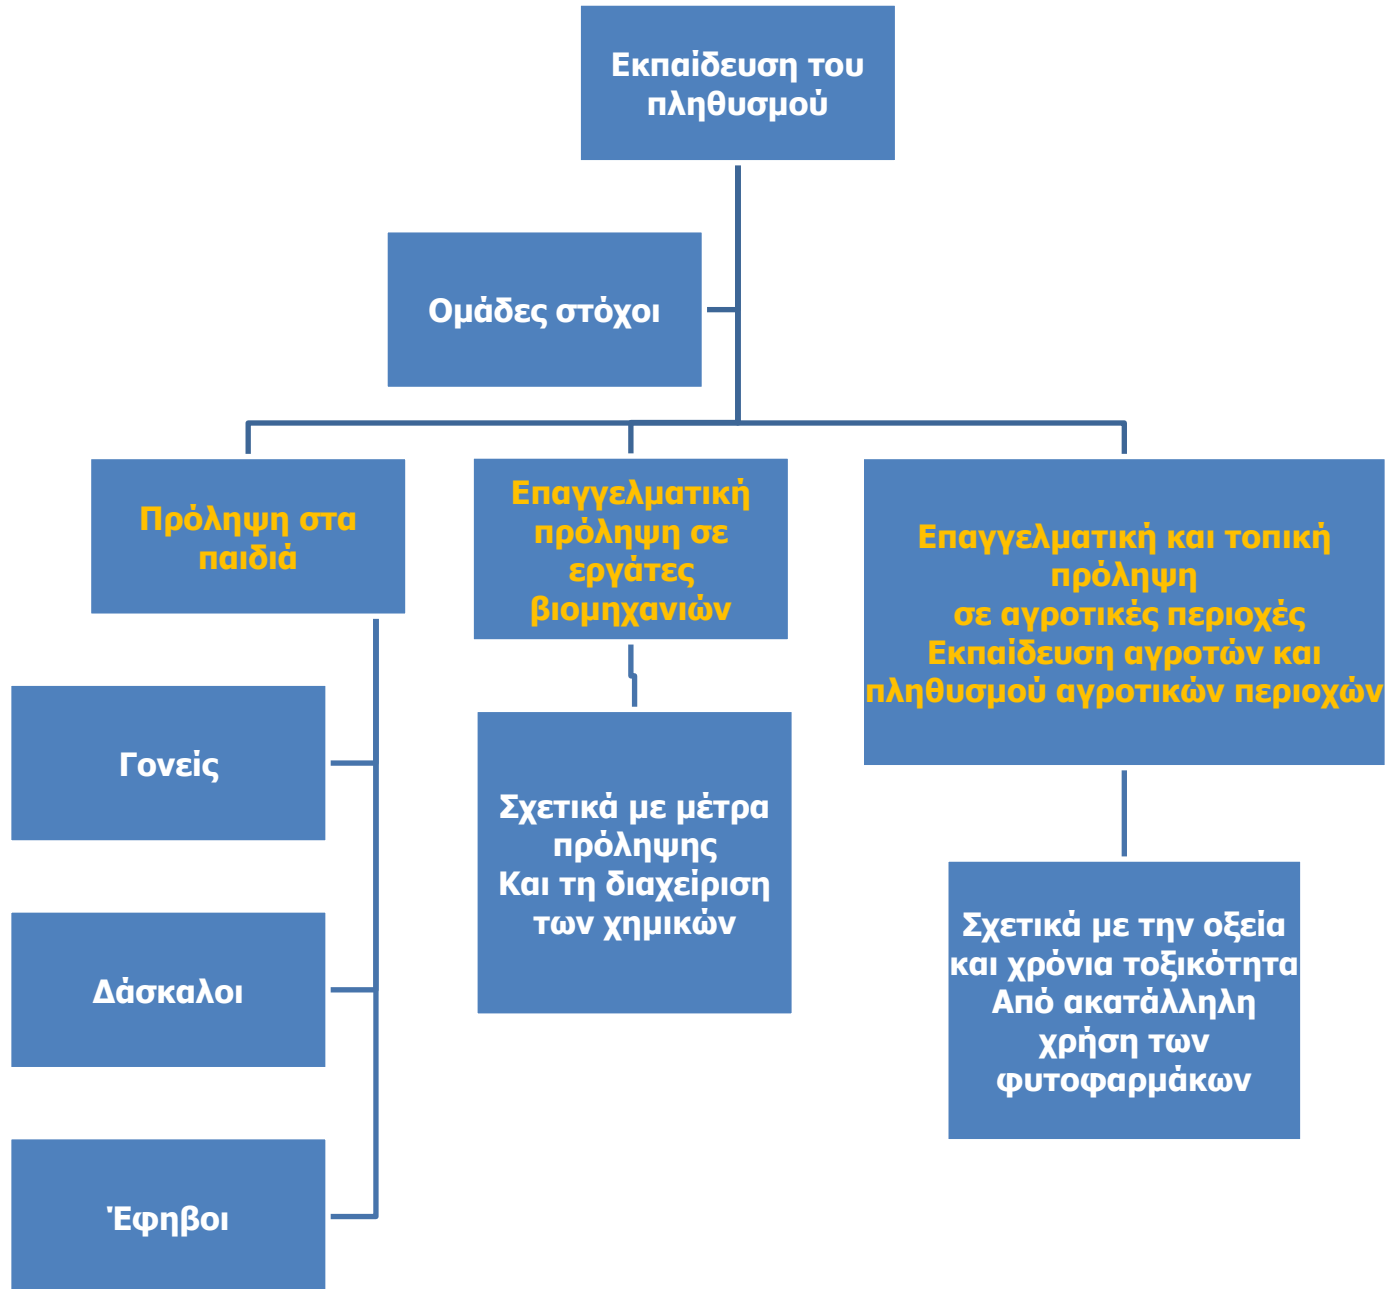 Εκπαίδευση του
πληθυσμού
Ομάδες στόχοι
Πρόληψη στα
παιδιά
Επαγγελματική
πρόληψη σε
εργάτες
βιομηχανιών
Επαγγελματική και τοπική
πρόληψη
σε αγροτικές περιοχές
Εκπαίδευση αγροτών και
πληθυσμού αγροτικών περιοχών
Γονείς
Δάσκαλοι
Έφηβοι
Σχετικά με μέτρα
πρόληψης
Και τη διαχείριση
των χημικών
Σχετικά με την οξεία
και χρόνια τοξικότητα
Από ακατάλληλη
χρήση των
φυτοφαρμάκων